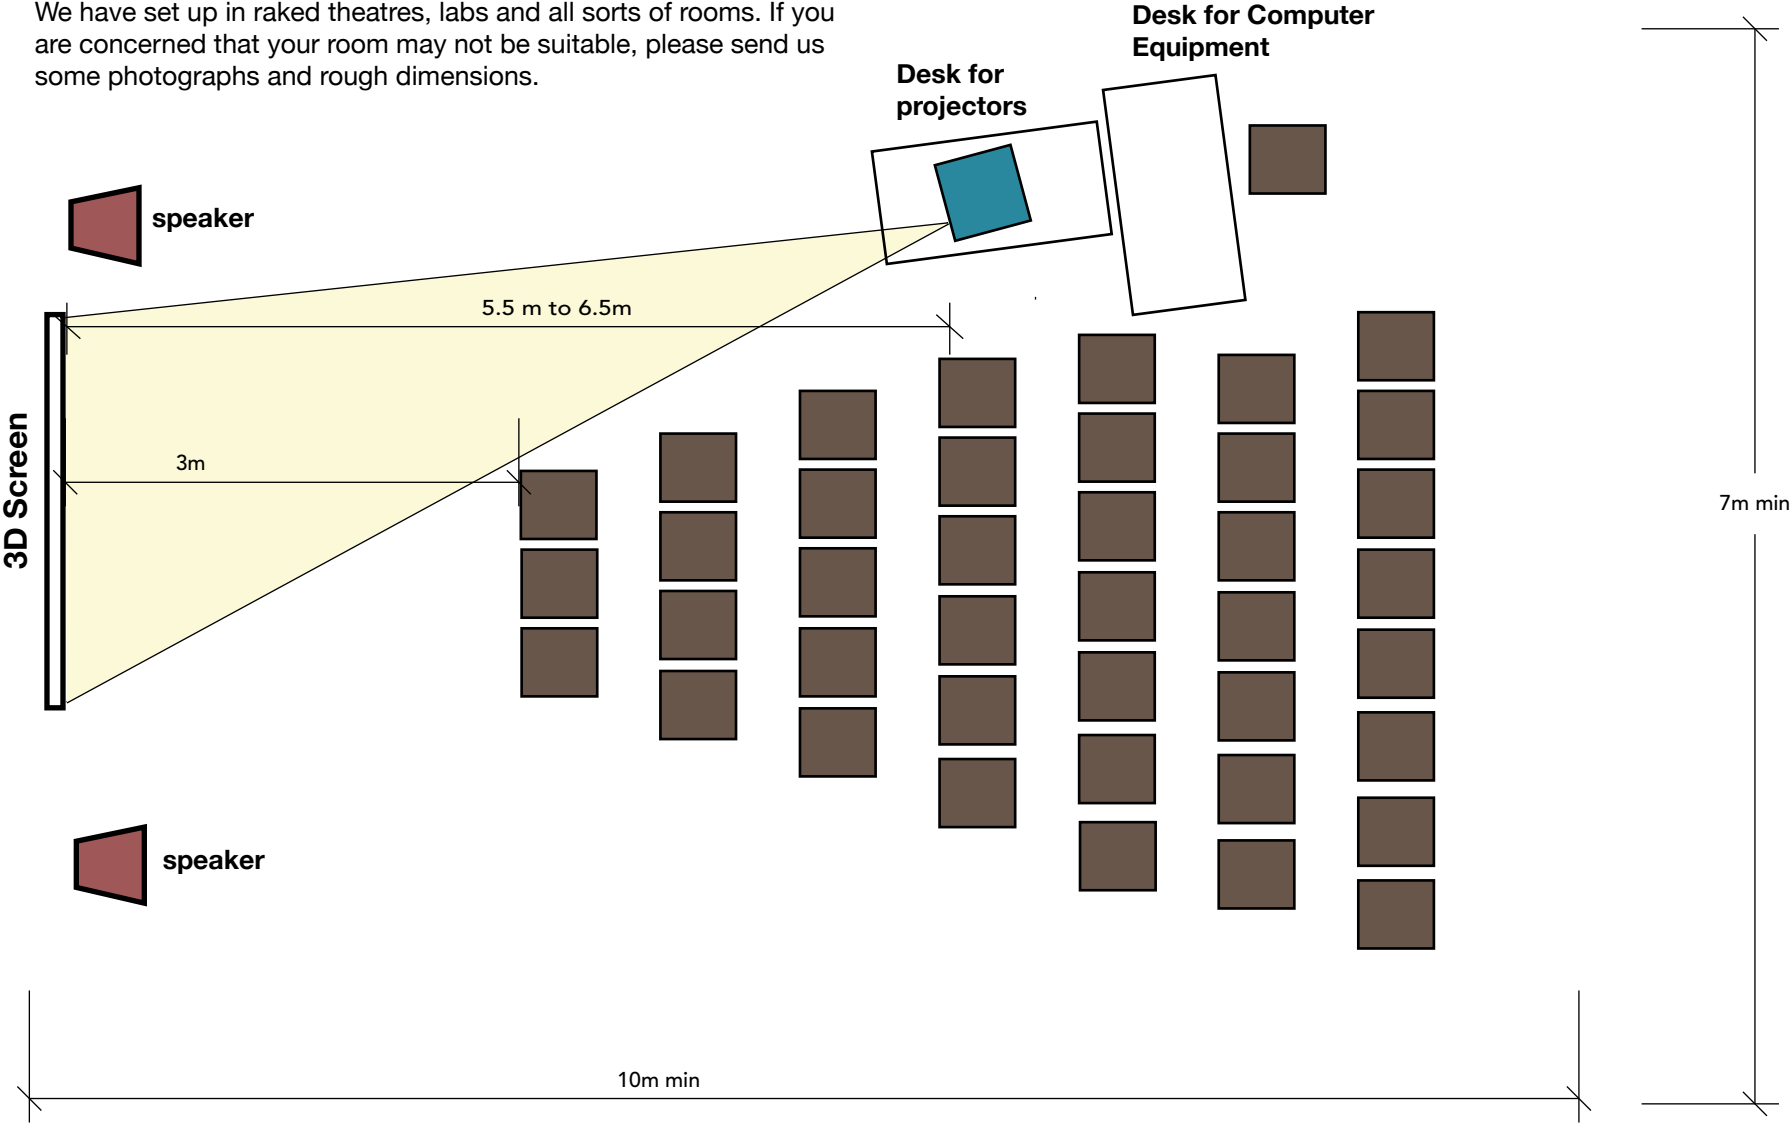 We have set up in raked theatres, labs and all sorts of rooms. If you
are concerned that your room may not be suitable, please send us
some photographs and rough dimensions.
Desk for Computer
Equipment
Desk for
projectors
speaker
5.5 m to 6.5m
3m
3D Screen
7m min
speaker
10m min